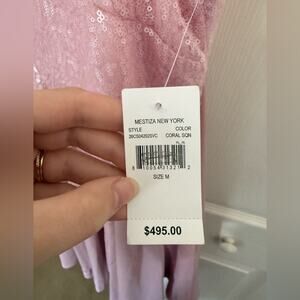 MESTIZA NEW YORK
STYLE COLOR
CORAL SQN
SIZE M
$495.00